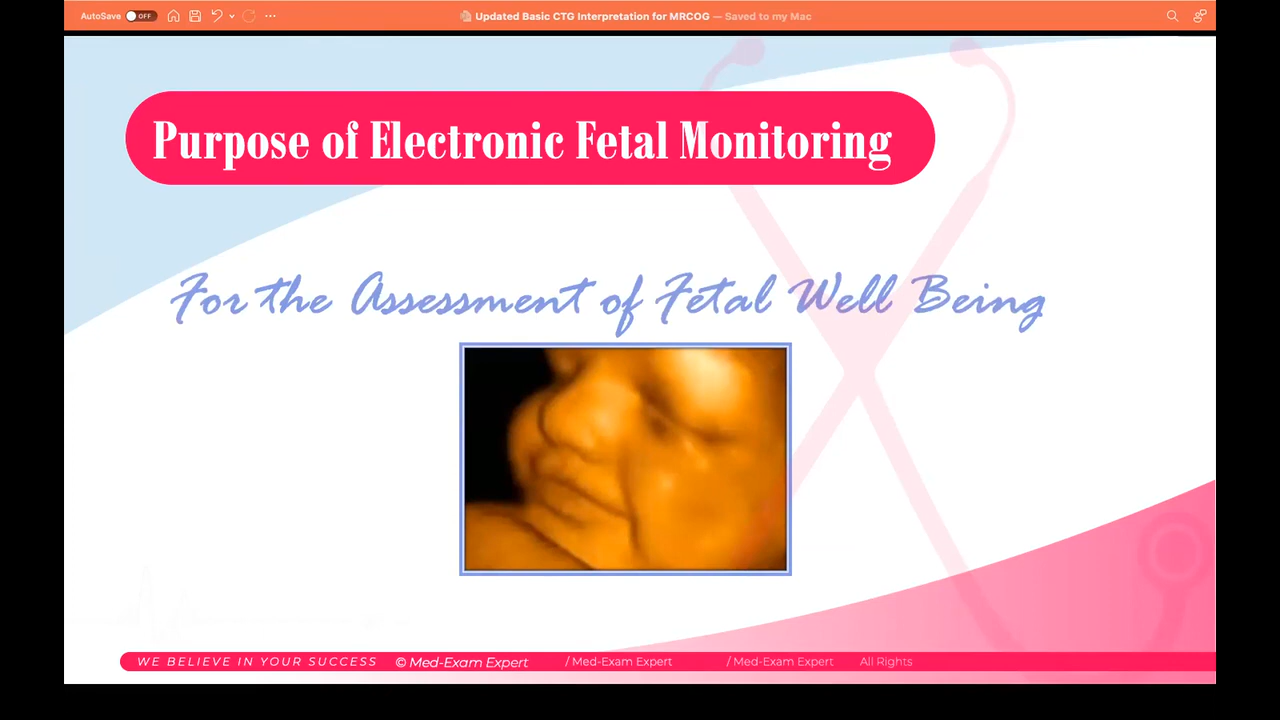 AutoSave OFF
Updated Basic CTG Interpretation for MRCOG — Saved to my Mac
Purpose of Electronic Fetal Monitoring
For the Assessment of Fetal Well Being
WE BELIEVE IN YOUR SUCCESS © Med-Exam Expert / Med-Exam Expert / Med-Exam Expert All Rights